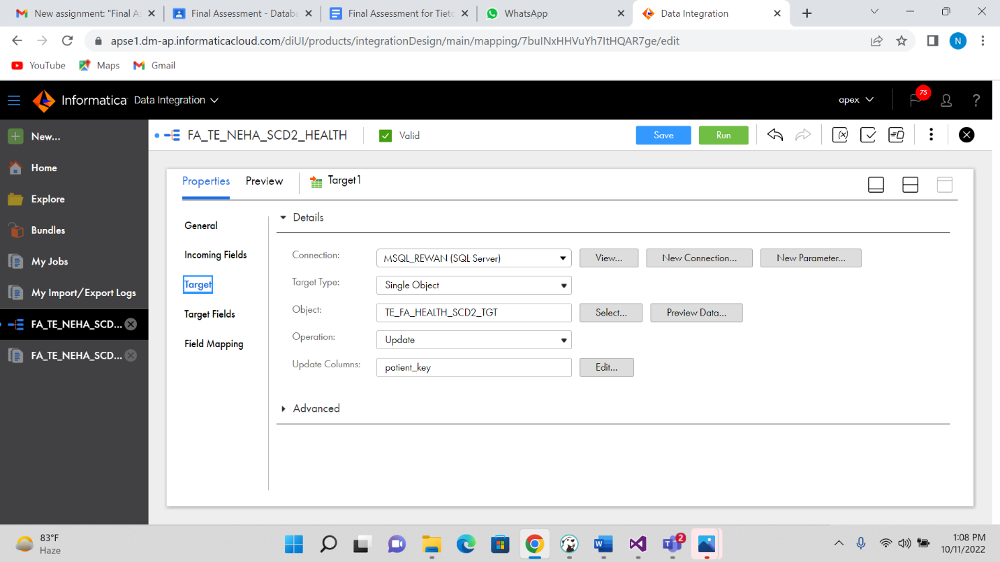 New assignment: "Final A
Final Assessment - Databa
Final Assessment for Tieto
WhatsApp
Data Integration
apse1.dm-ap.informaticacloud.com/diUI/products/integrationDesign/main/mapping/7buINxHHVuYh7ItHQAR7ge/edit
N
YouTube
Maps
Gmail
Informatica Data Integration
apex
75
?
New...
Home
Explore
Bundles
My Jobs
My Import/Export Logs
FA_TE_NEHA_SCD...
FA_TE_NEHA_SCD...
FA_TE_NEHA_SCD2_HEALTH
Valid
Save
Run
Properties
Preview
Target1
General
Incoming Fields
Target
Target Fields
Field Mapping
Details
Connection:
MSQL_REWAN (SQL Server)
View...
New Connection...
New Parameter...
Target Type:
Single Object
Object:
TE_FA_HEALTH_SCD2_TGT
Select...
Preview Data...
Operation:
Update
Update Columns:
patient_key
Edit...
Advanced
83°F
Haze
2
1:08 PM
10/11/2022